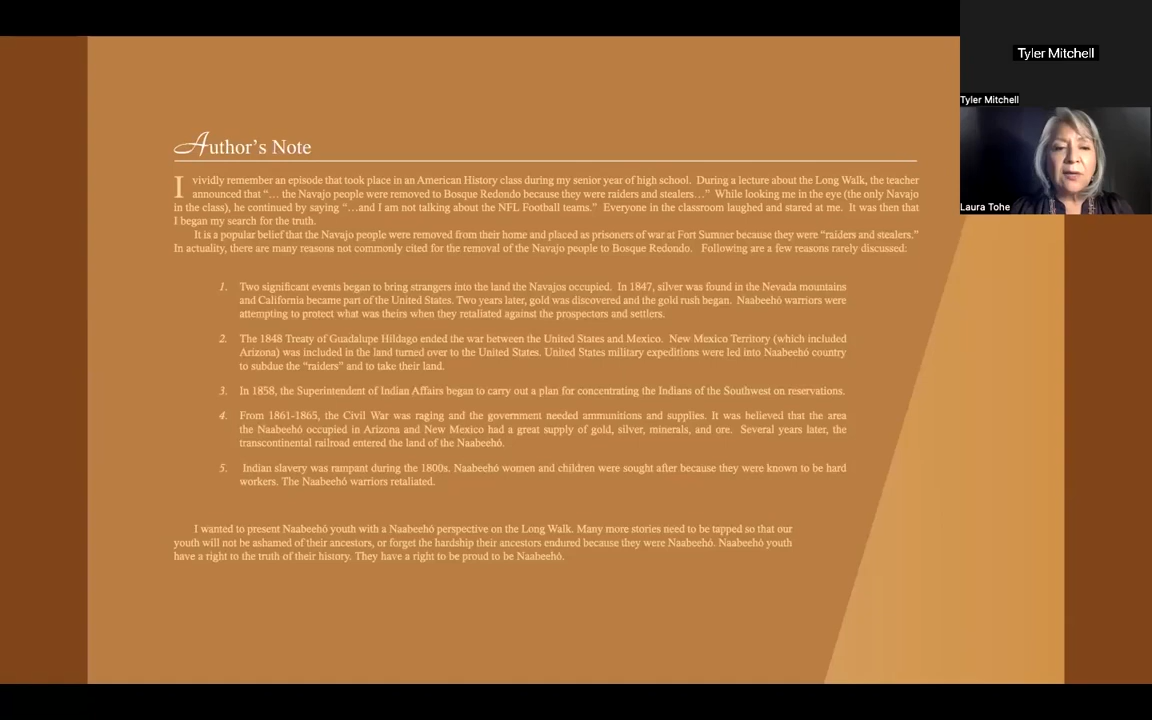 Tyler Mitchell
Tyler Mitchell
Laura Tohe
Author's Note
I vividly remember an episode that took place in an American History class during my senior year of high school. During a lecture about the Long Walk, the teacher
announced that “… the Navajo people were removed to Bosque Redondo because they were raiders and stealers…” While looking me in the eye (the only Navajo
in the class), he continued by saying “…and I am not talking about the NFL Football teams.” Everyone in the classroom laughed and stared at me. It was then that
I began my search for the truth.
It is a popular belief that the Navajo people were removed from their home and placed as prisoners of war at Fort Sumner because they were “raiders and stealers.”
In actuality, there are many reasons not commonly cited for the removal of the Navajo people to Bosque Redondo. Following are a few reasons rarely discussed:
1. Two significant events began to bring strangers into the land the Navajos occupied. In 1847, silver was found in the Nevada mountains
and California became part of the United States. Two years later, gold was discovered and the gold rush began. Naabeehó warriors were
attempting to protect what was theirs when they retaliated against the prospectors and settlers.
2. The 1848 Treaty of Guadalupe Hildago ended the war between the United States and Mexico. New Mexico Territory (which included
Arizona) was included in the land turned over to the United States. United States military expeditions were led into Naabeehó country
to subdue the “raiders” and to take their land.
3. In 1858, the Superintendent of Indian Affairs began to carry out a plan for concentrating the Indians of the Southwest on reservations.
4. From 1861-1865, the Civil War was raging and the government needed ammunitions and supplies. It was believed that the area
the Naabeehó occupied in Arizona and New Mexico had a great supply of gold, silver, minerals, and ore. Several years later, the
transcontinental railroad entered the land of the Naabeehó.
5. Indian slavery was rampant during the 1800s. Naabeehó women and children were sought after because they were known to be hard
workers. The Naabeehó warriors retaliated.
I wanted to present Naabeehó youth with a Naabeehó perspective on the Long Walk. Many more stories need to be tapped so that our
youth will not be ashamed of their ancestors, or forget the hardship their ancestors endured because they were Naabeehó. Naabeehó youth
have a right to the truth of their history. They have a right to be proud to be Naabeehó.